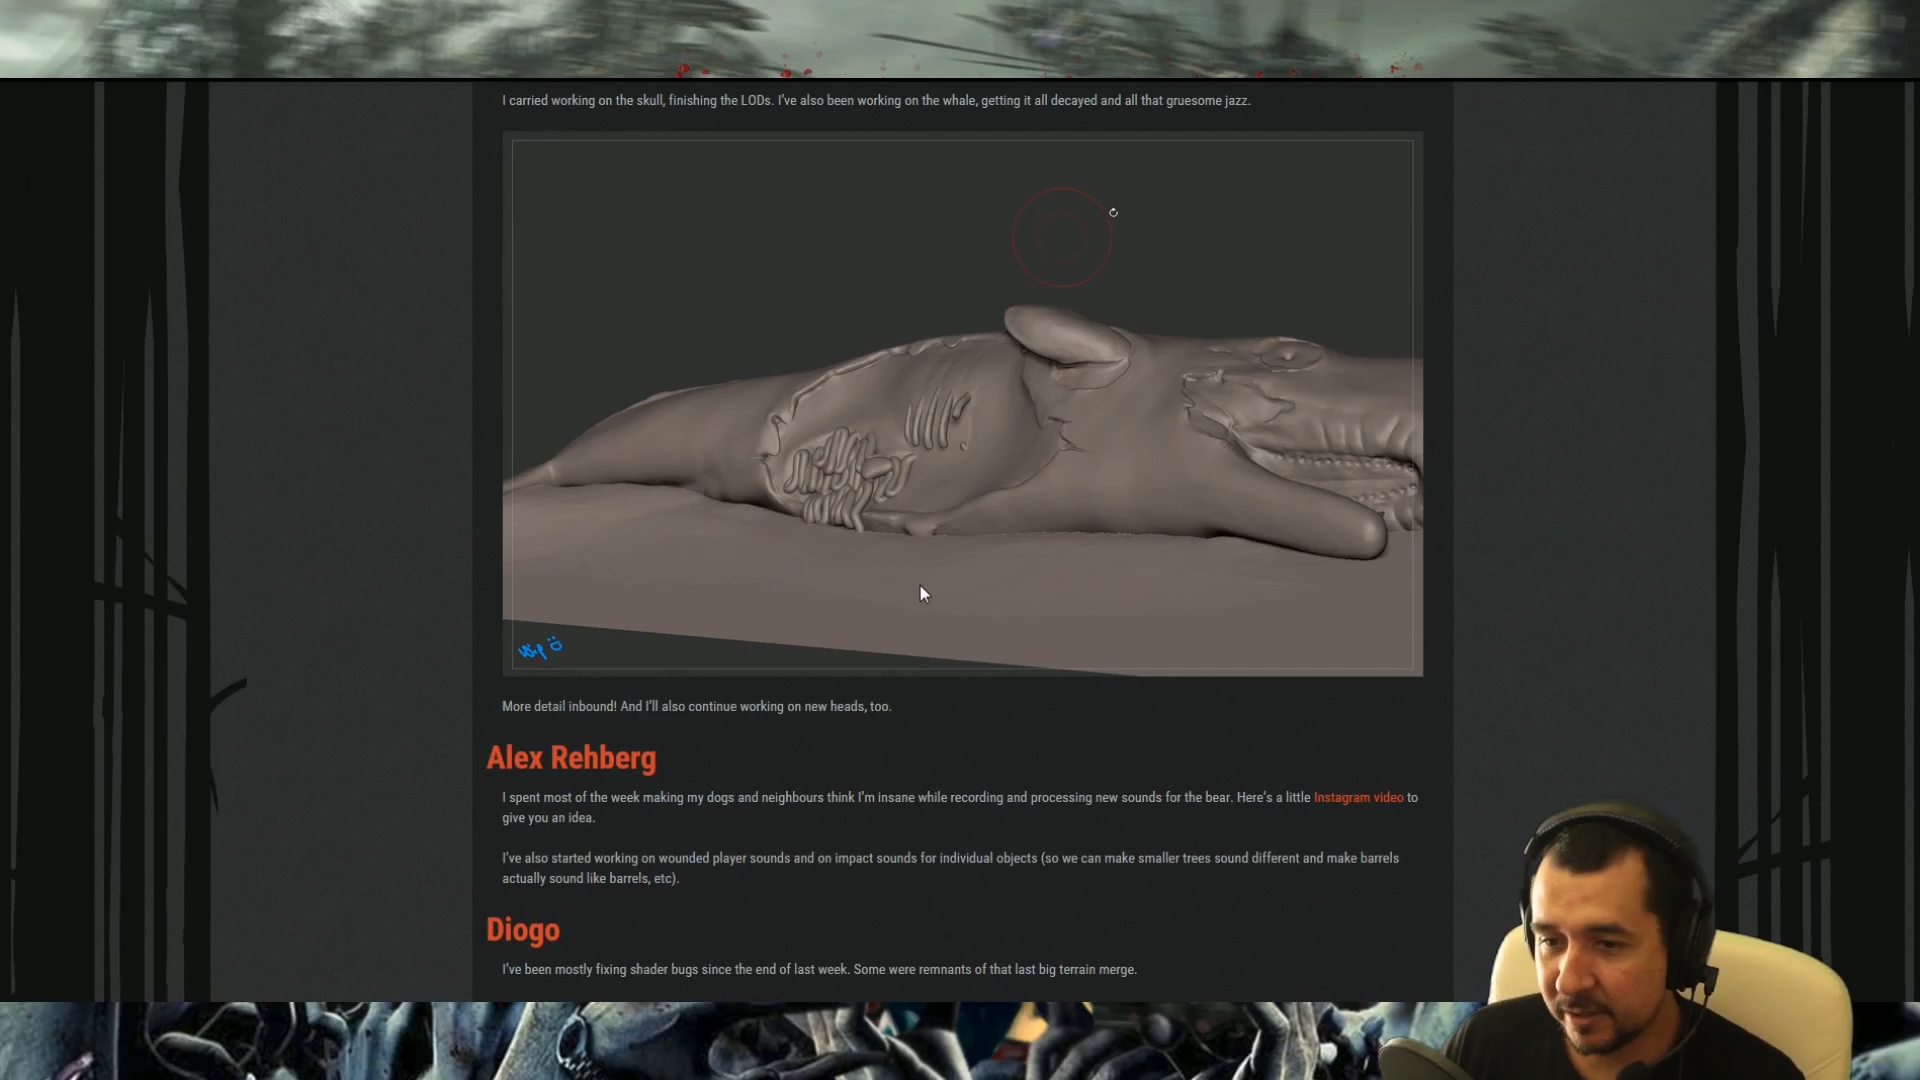 I carried working on the skull, finishing the LODs. I've also been working on the whale, getting it all decayed and all that gruesome jazz.
wip :D
More detail inbound! And I'll also continue working on new heads, too.
Alex Rehberg
I spent most of the week making my dogs and neighbours think I'm insane while recording and processing new sounds for the bear. Here's a little Instagram video to
give you an idea.
I've also started working on wounded player sounds and on impact sounds for individual objects (so we can make smaller trees sound different and make barrels
actually sound like barrels, etc).
Diogo
I've been mostly fixing shader bugs since the end of last week. Some were remnants of that last big terrain merge.